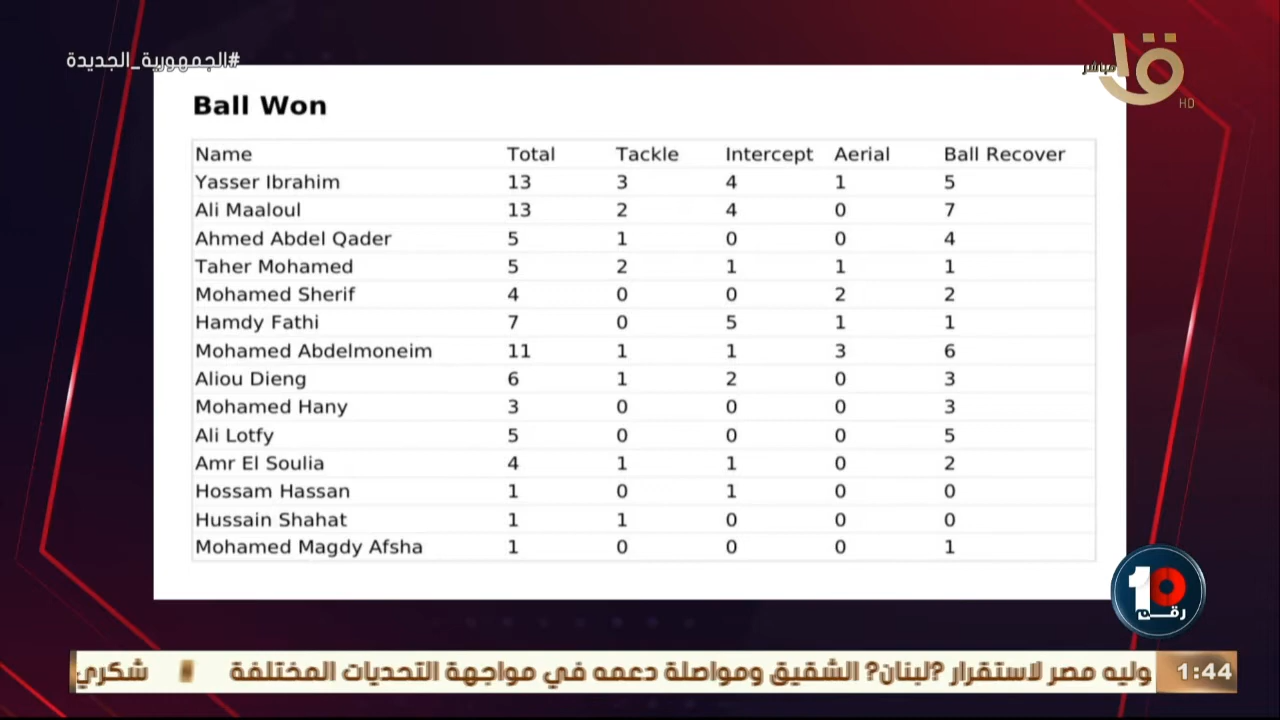 #الجمهورية_الجديدة
مباشر
HD
Ball Won
Name Total Tackle Intercept Aerial Ball Recover
Yasser Ibrahim 13 3 4 1 5
Ali Maaloul 13 2 4 0 7
Ahmed Abdel Qader 5 1 0 0 4
Taher Mohamed 5 2 1 1 1
Mohamed Sherif 4 0 0 2 2
Hamdy Fathi 7 0 5 1 1
Mohamed Abdelmoneim 11 1 1 3 6
Aliou Dieng 6 1 2 0 3
Mohamed Hany 3 0 0 0 3
Ali Lotfy 5 0 0 0 5
Amr El Soulia 4 1 1 0 2
Hossam Hassan 1 0 1 0 0
Hussain Shahat 1 1 0 0 0
Mohamed Magdy Afsha 1 0 0 0 1
رقم 10
1:44 وليه مصر لاستقرار ?لبنان? الشقيق ومواصلة دعمه في مواجهة التحديات المختلفة شكري